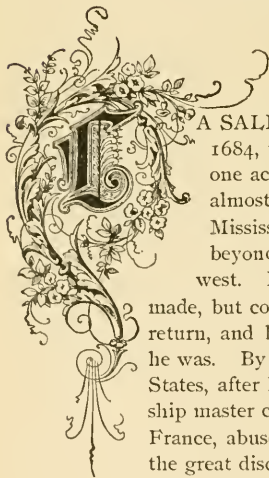 LA SALL
1684,
one ac
almost
Mississ
beyond
west.
made, but co
return, and
he was. By
States, after
ship master c
France, abus
the great disc